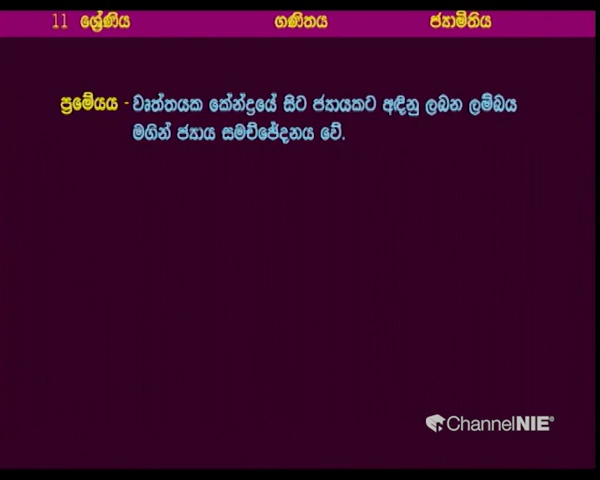 11 ශ්‍රේණිය ගණිතය ජ්‍යාමිතිය
ප්‍රමේයය - වෘත්තයක කේන්ද්‍රයේ සිට ජ්‍යායකට අඳිනු ලබන ලම්බය
මගින් ජ්‍යාය සමච්ඡේදනය වේ.
ChannelNIE®